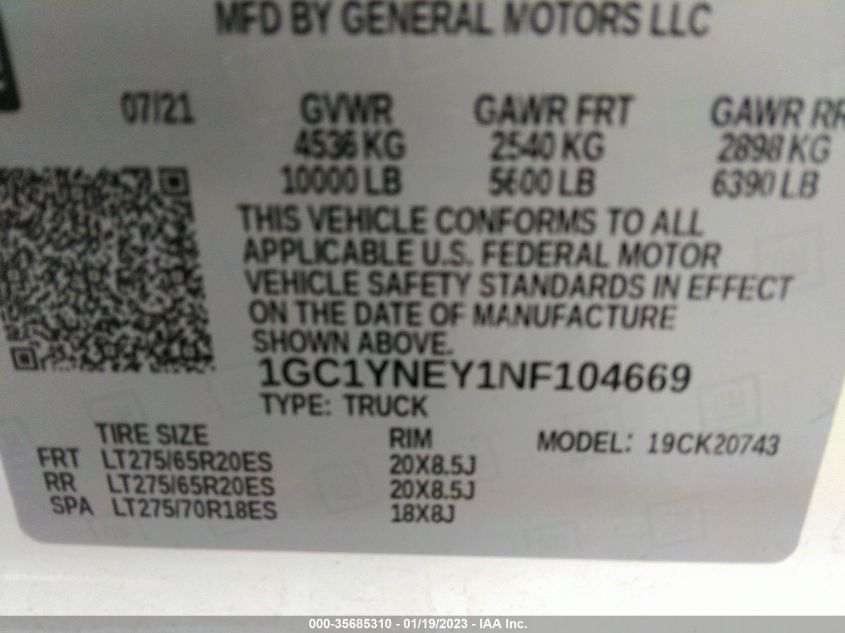 MFD BY GENERAL MOTORS LLC
07/21 GVWR GAWR FRT GAWR RR
4536 KG 2540 KG 2898 KG
10000 LB 5600 LB 6390 LB
THIS VEHICLE CONFORMS TO ALL
APPLICABLE U.S. FEDERAL MOTOR
VEHICLE SAFETY STANDARDS IN EFFECT
ON THE DATE OF MANUFACTURE
SHOWN ABOVE.
1GC1YNEY1NF104669
TYPE: TRUCK
TIRE SIZE RIM MODEL: 19CK20743
FRT LT275/65R20ES 20X8.5J
RR LT275/65R20ES 20X8.5J
SPA LT275/70R18ES 18X8J
000-35685310 - 01/19/2023 - IAA Inc.